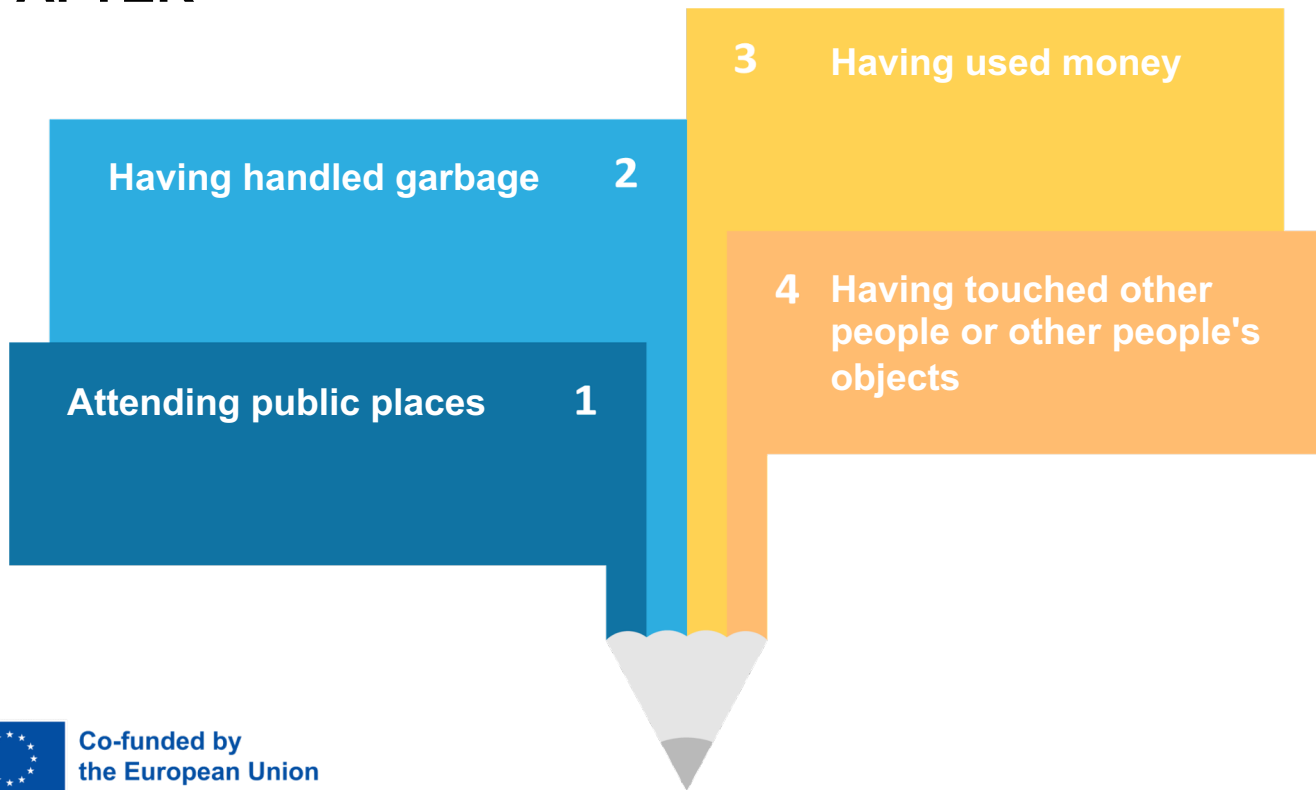 AFTER
3 Having used money
Having handled garbage 2
4 Having touched other
people or other people's
objects
Attending public places 1
Co-funded by
the European Union